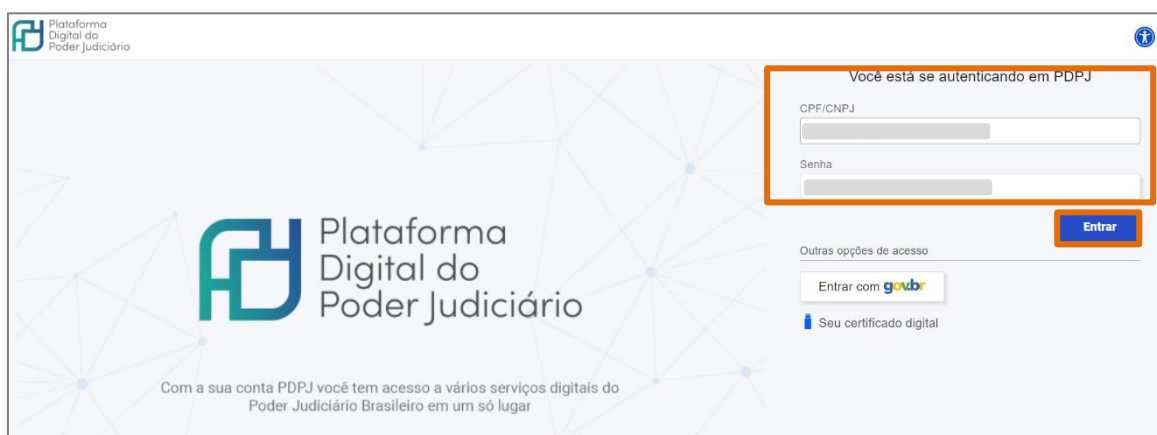 Plataforma
Digital do
Poder Judiciário
Você está se autenticando em PDPJ
CPF/CNPJ
Senha
Entrar
Outras opções de acesso
Entrar com gov.br
Seu certificado digital
Plataforma
Digital do
Poder Judiciário
Com a sua conta PDPJ você tem acesso a vários serviços digitais do
Poder Judiciário Brasileiro em um só lugar